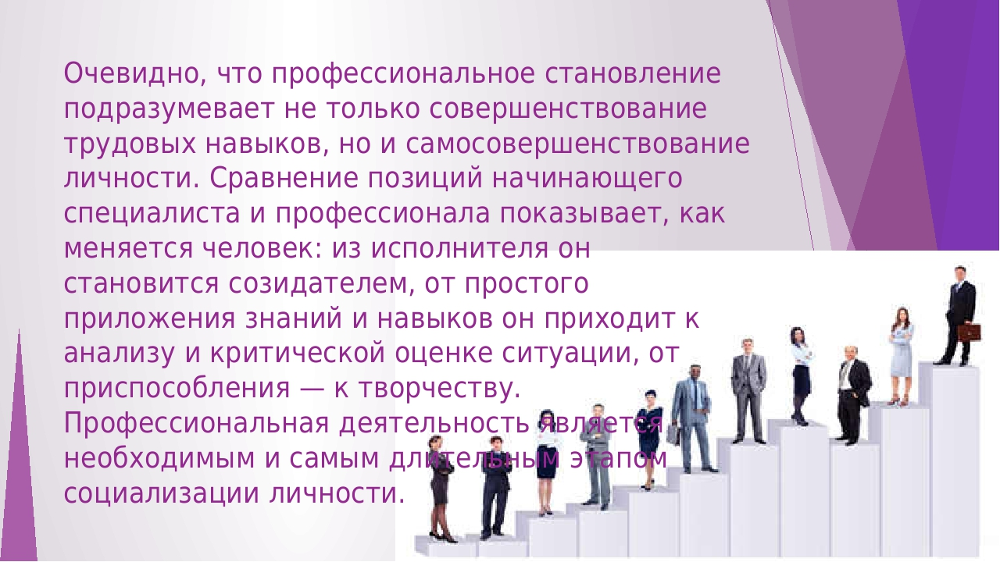 Очевидно, что профессиональное становление
подразумевает не только совершенствование
трудовых навыков, но и самосовершенствование
личности. Сравнение позиций начинающего
специалиста и профессионала показывает, как
меняется человек: из исполнителя он
становится созидателем, от простого
приложения знаний и навыков он приходит к
анализу и критической оценке ситуации, от
приспособления — к творчеству.
Профессиональная деятельность является
необходимым и самым длительным этапом
социализации личности.